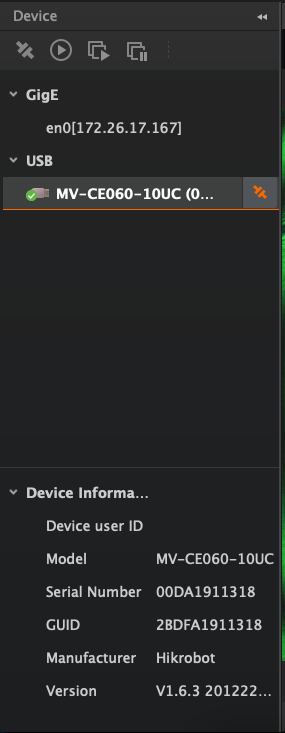 Device
GigE
en0[172.26.17.167]
USB
MV-CE060-10UC (0...
Device Informa...
Device user ID
Model MV-CE060-10UC
Serial Number 00DA1911318
GUID 2BDFA1911318
Manufacturer Hikrobot
Version V1.6.3 201222...